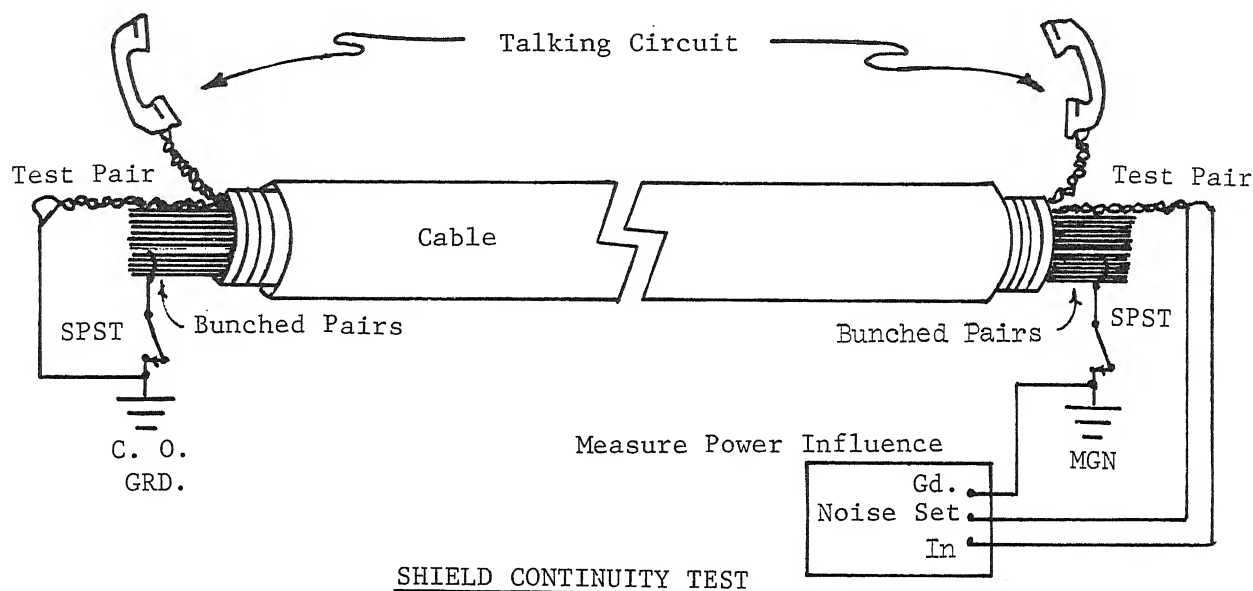 Talking Circuit
Test Pair
Test Pair
Cable
SPST
Bunched Pairs
Bunched Pairs
SPST
C. O.
GRD.
Measure Power Influence
MGN
Gd.
Noise Set
In
SHIELD CONTINUITY TEST